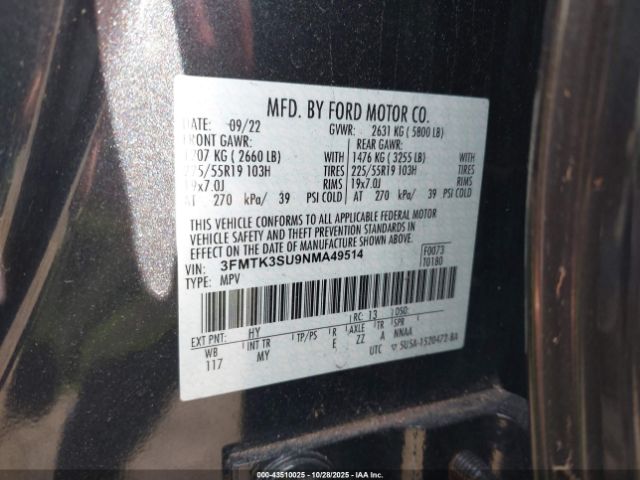 MFD. BY FORD MOTOR CO.
DATE: 09/22 GVWR: 2631 KG ( 5800 LB)
FRONT GAWR: REAR GAWR:
1207 KG ( 2660 LB) WITH 1476 KG ( 3255 LB) WITH
225/55R19 103H TIRES 225/55R19 103H TIRES
19x7.0J RIMS 19x7.0J RIMS
AT 270 kPa/ 39 PSI COLD AT 270 kPa/ 39 PSI COLD
THIS VEHICLE CONFORMS TO ALL APPLICABLE FEDERAL MOTOR
VEHICLE SAFETY AND THEFT PREVENTION STANDARDS IN
EFFECT ON THE DATE OF MANUFACTURE SHOWN ABOVE.
VIN: 3FMTK3SU9NMA49514 F0073
TYPE: MPV T0180
RC: 13 DSO:
EXT PNT: HY
WB INT TR TP/PS R AXLE TR SPR
117 MY E ZZ A NNAA
UTC 5U5A-1520472-BA
000-43510025 - 10/28/2025 - IAA Inc.